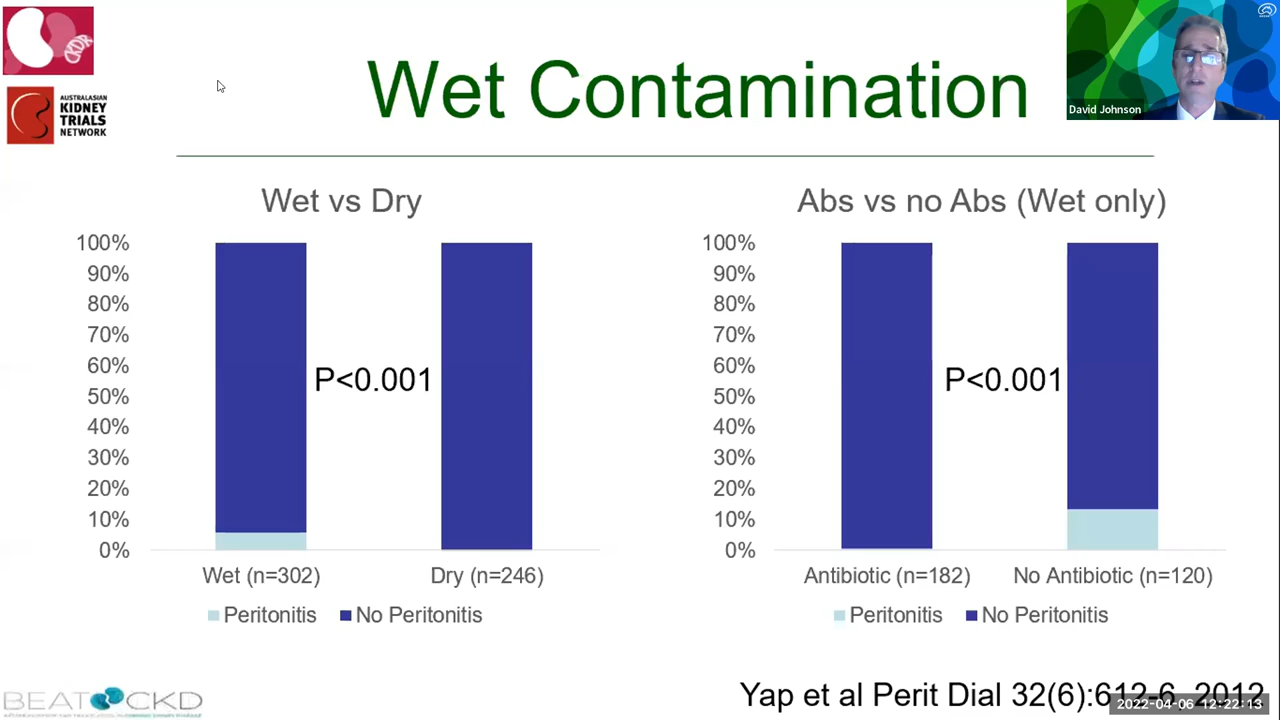 CKDR
AUSTRALASIAN
KIDNEY
TRIALS
NETWORK
Wet Contamination
David Johnson
Wet vs Dry
100%
90%
80%
70%
60%
50%
40%
30%
20%
10%
0%
P<0.001
Wet (n=302)
Dry (n=246)
Peritonitis
No Peritonitis
Abs vs no Abs (Wet only)
100%
90%
80%
70%
60%
50%
40%
30%
20%
10%
0%
P<0.001
Antibiotic (n=182)
No Antibiotic (n=120)
Peritonitis
No Peritonitis
BEAT CKD
Yap et al Perit Dial 32(6):612-6, 2012
2022-04-06 12:22:13